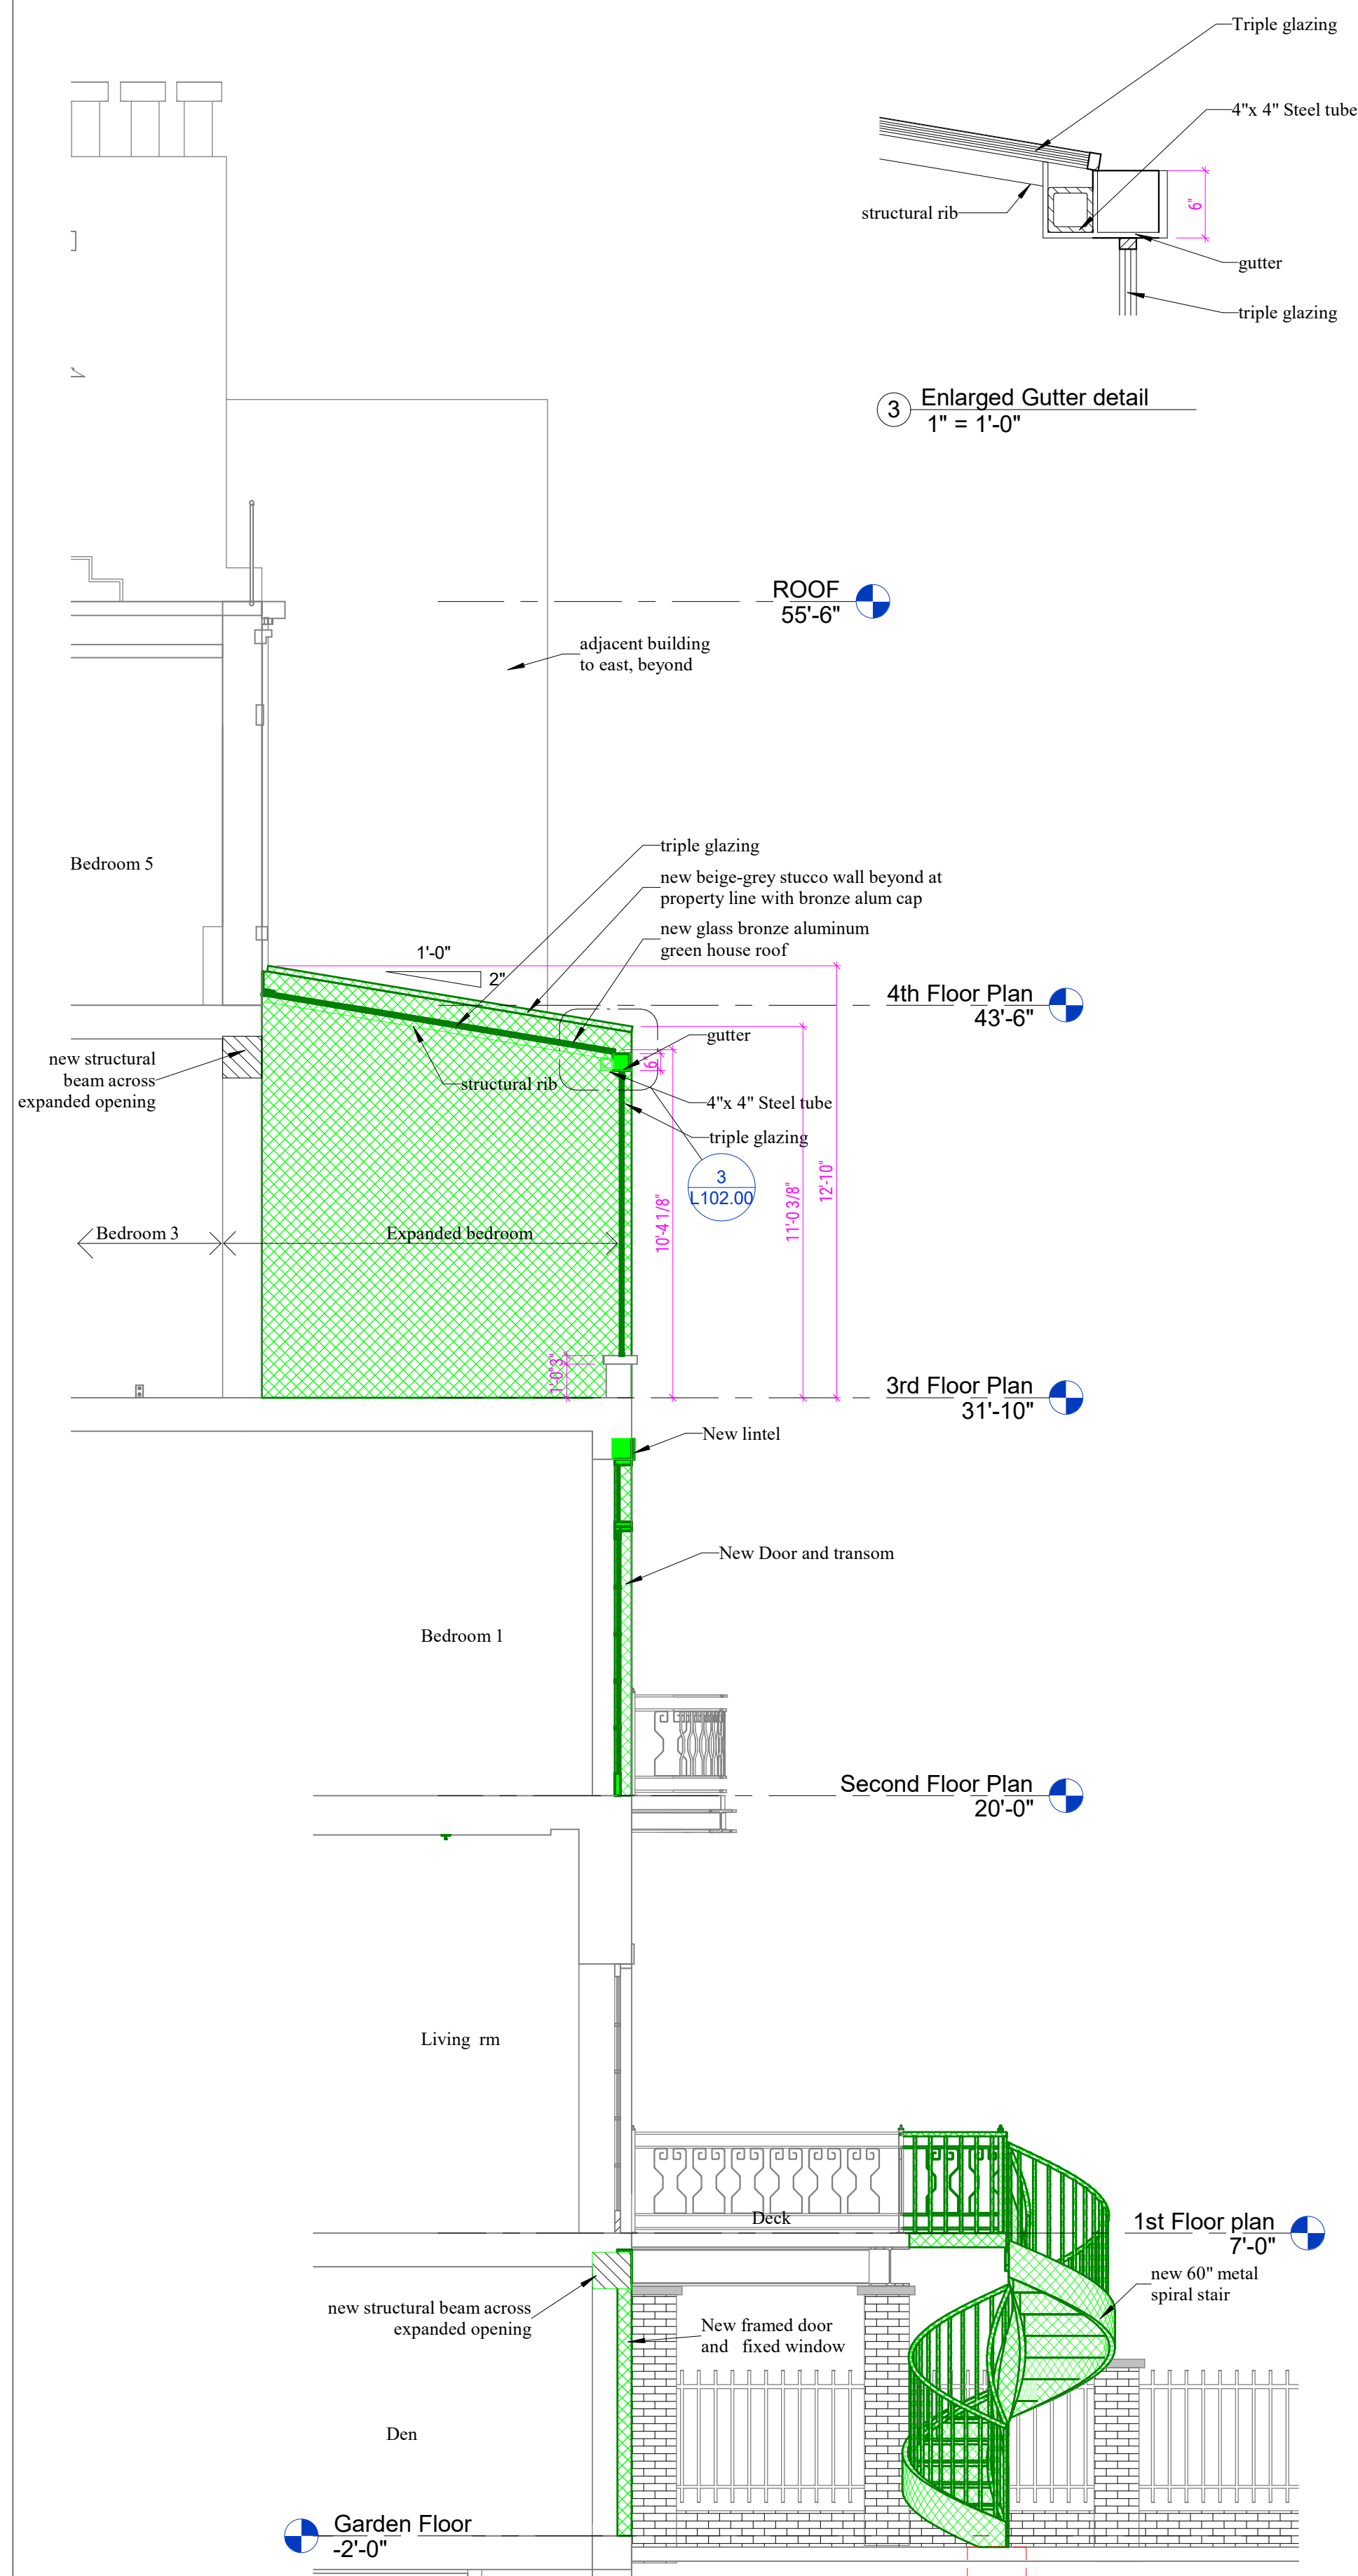 Triple glazing
4"x 4" Steel tube
structural rib
6"
gutter
triple glazing
3
Enlarged Gutter detail
1" = 1'-0"
ROOF
55'-6"
adjacent building
to east, beyond
Bedroom 5
triple glazing
new beige-grey stucco wall beyond at
property line with bronze alum cap
new glass bronze aluminum
green house roof
1'-0"
2"
4th Floor Plan
43'-6"
gutter
new structural
beam across
expanded opening
structural rib
6"
4"x 4" Steel tube
triple glazing
3
L102.00
10'-4 1/8"
11'-0 3/8"
12'-10"
Bedroom 3
Expanded bedroom
3"
1'-0"
3rd Floor Plan
31'-10"
New lintel
New Door and transom
Bedroom 1
Second Floor Plan
20'-0"
Living rm
Deck
1st Floor plan
7'-0"
new 60" metal
spiral stair
new structural beam across
expanded opening
New framed door
and fixed window
Den
Garden Floor
-2'-0"